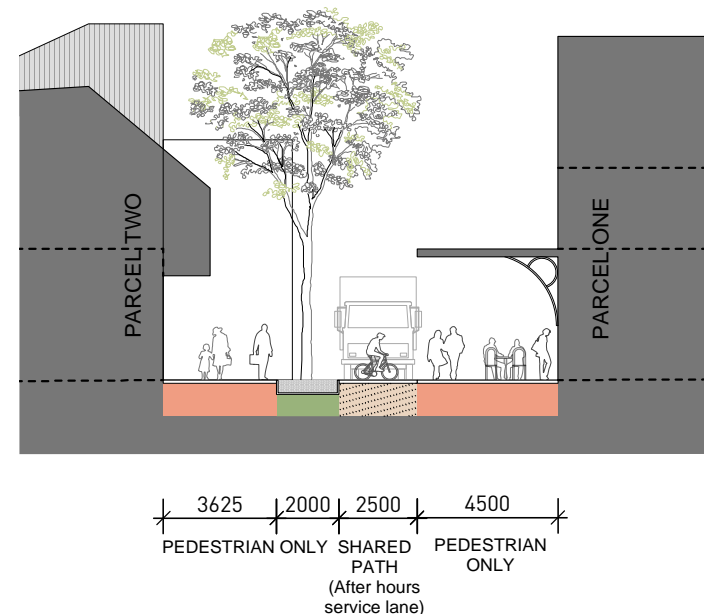 PARCEL TWO
PARCEL ONE
3625 2000 2500 4500
PEDESTRIAN ONLY
SHARED
PATH
(After hours
service lane)
PEDESTRIAN
ONLY